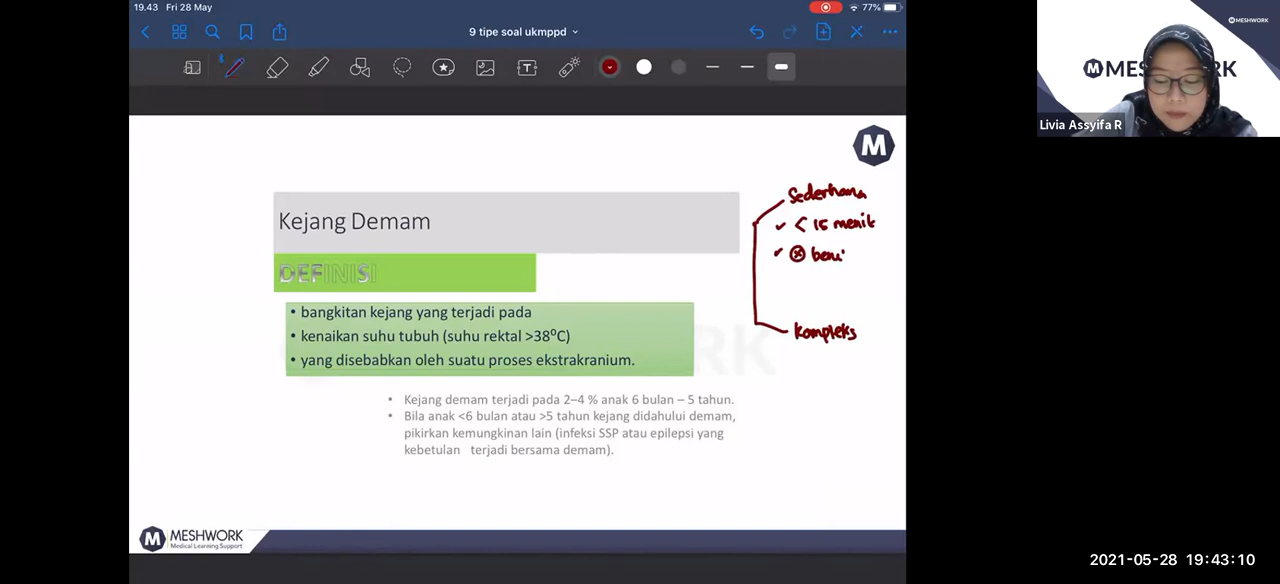 19.43 Fri 28 May
77%
9 tipe soal ukmppd
MESHWORK
MESHWORK
Livia Assyifa R
M
Kejang Demam
DEFINISI
• bangkitan kejang yang terjadi pada
• kenaikan suhu tubuh (suhu rektal >38⁰C)
• yang disebabkan oleh suatu proses ekstrakranium.
Sederhana
✓ < 15 menit
✓ ⊗ beru
Kompleks
RK
• Kejang demam terjadi pada 2–4 % anak 6 bulan – 5 tahun.
• Bila anak <6 bulan atau >5 tahun kejang didahului demam,
pikirkan kemungkinan lain (infeksi SSP atau epilepsi yang
kebetulan terjadi bersama demam).
M MESHWORK
Medical Learning Support
2021-05-28 19:43:10